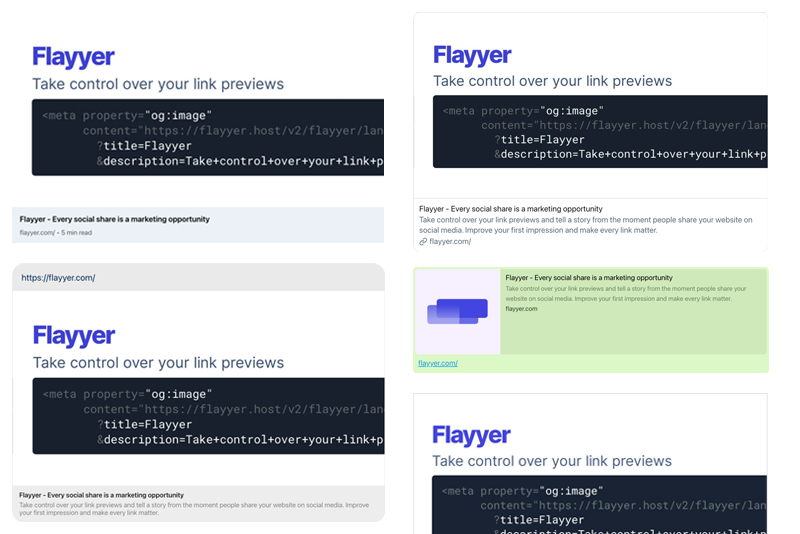 Flayyer
Take control over your link previews
<meta property="og:image"
content="https://flayyer.host/v2/flayyer/lan
?title=Flayyer
&description=Take+control+over+your+link+p
Flayyer - Every social share is a marketing opportunity
flayyer.com/ • 5 min read
https://flayyer.com/
Flayyer
Take control over your link previews
<meta property="og:image"
content="https://flayyer.host/v2/flayyer/lan
?title=Flayyer
&description=Take+control+over+your+link+p
Flayyer - Every social share is a marketing opportunity
Take control over your link previews and tell a story from the moment people share your website on social media. Improve
your first impression and make every link matter.
Flayyer
Take control over your link previews
<meta property="og:image"
content="https://flayyer.host/v2/flayyer/lan
?title=Flayyer
&description=Take+control+over+your+link+p
Flayyer - Every social share is a marketing opportunity
Take control over your link previews and tell a story from the moment people share your website on
social media. Improve your first impression and make every link matter.
flayyer.com/
Flayyer - Every social share is a marketing opportunity
Take control over your link previews and tell a story from the moment people share your
website on social media. Improve your first impression and make every link matter.
flayyer.com
flayyer.com/
Flayyer
Take control over your link previews
<meta property="og:image"
content="https://flayyer.host/v2/flayyer/lan
?title=Flayyer
&description=Take+control+over+your+link+p